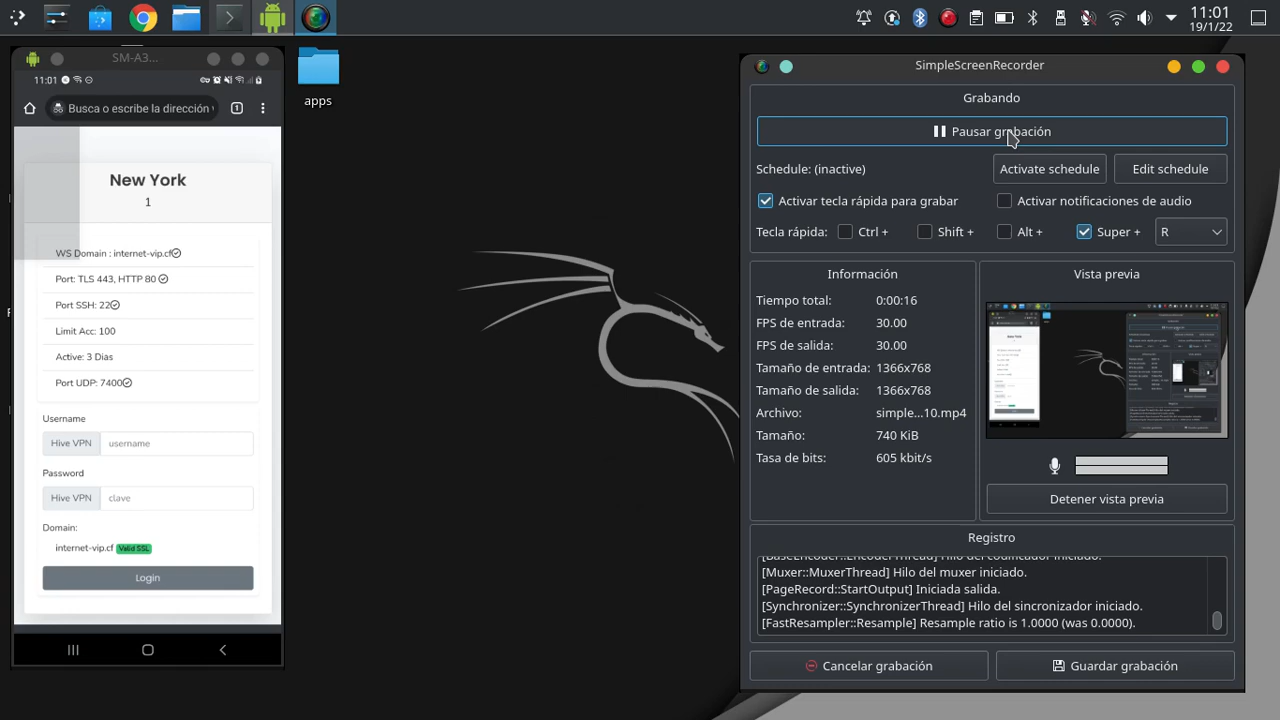 11:01
19/1/22
SM-A3...
apps
11:01
Busca o escribe la dirección
1
New York
1
WS Domain : internet-vip.cf
Port: TLS 443, HTTP 80
Port SSH: 22
Limit Acc: 100
Active: 3 Dias
Port UDP: 7400
Username
Hive VPN username
Password
Hive VPN clave
Domain:
internet-vip.cf Valid SSL
Login
SimpleScreenRecorder
Grabando
Pausar grabación
Schedule: (inactive) Activate schedule Edit schedule
Activar tecla rápida para grabar Activar notificaciones de audio
Tecla rápida: Ctrl + Shift + Alt + Super + R
Información
Tiempo total: 0:00:16
FPS de entrada: 30.00
FPS de salida: 30.00
Tamaño de entrada: 1366x768
Tamaño de salida: 1366x768
Archivo: simple...10.mp4
Tamaño: 740 KiB
Tasa de bits: 605 kbit/s
Vista previa
Detener vista previa
Registro
[BaseEncoder::EncoderThread] Hilo del codificador iniciado.
[Muxer::MuxerThread] Hilo del muxer iniciado.
[PageRecord::StartOutput] Iniciada salida.
[Synchronizer::SynchronizerThread] Hilo del sincronizador iniciado.
[FastResampler::Resample] Resample ratio is 1.0000 (was 0.0000).
Cancelar grabación Guardar grabación